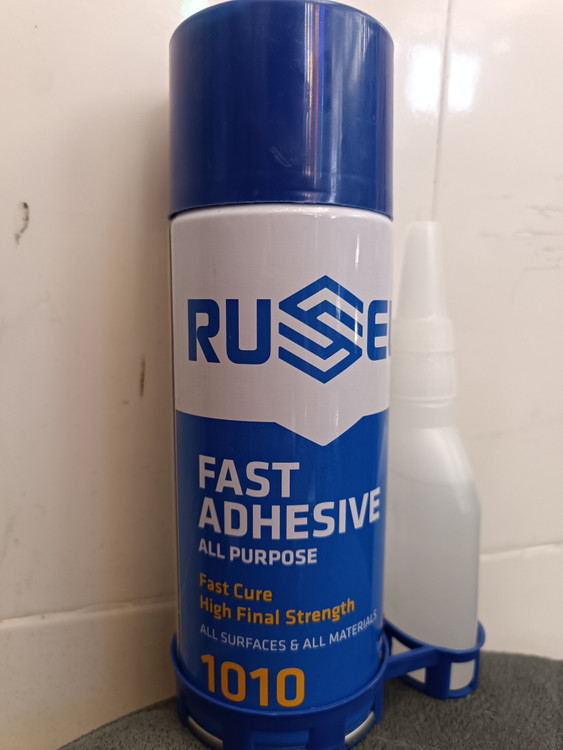 RUSSE
FAST
ADHESIVE
ALL PURPOSE
Fast Cure
High Final Strength
ALL SURFACES & ALL MATERIALS
1010